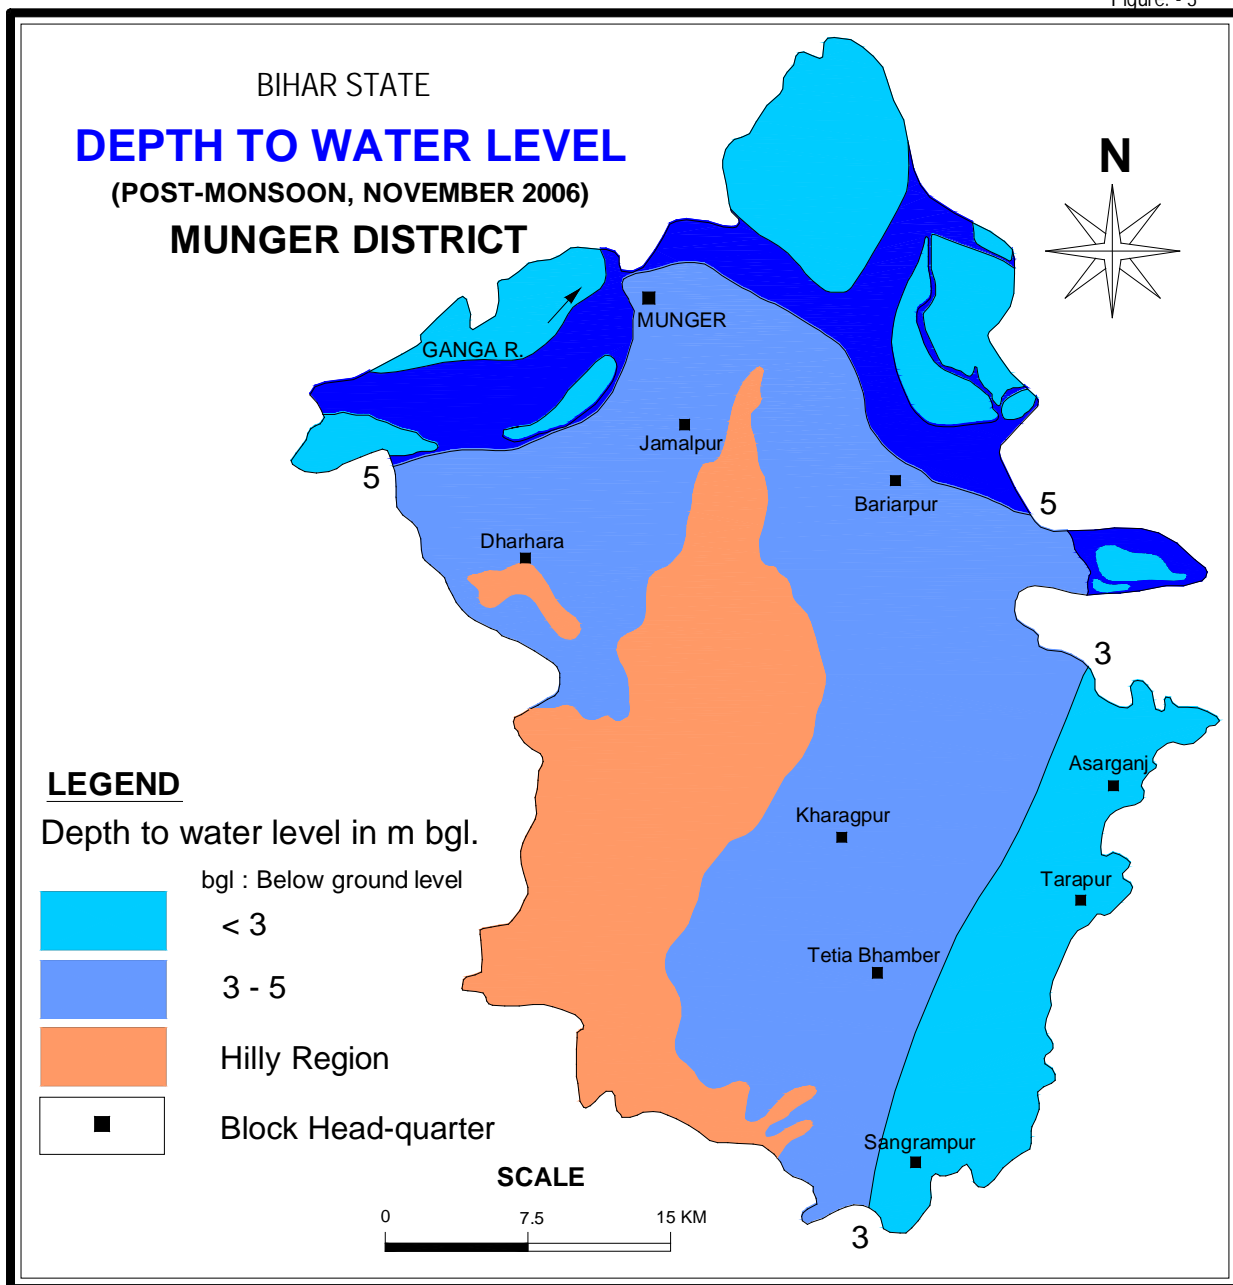 Figure. - 5
BIHAR STATE
DEPTH TO WATER LEVEL
(POST-MONSOON, NOVEMBER 2006)
MUNGER DISTRICT
N
MUNGER
GANGA R.
Jamalpur
5
Bariarpur
5
Dharhara
3
Asarganj
Kharagpur
Tarapur
Tetia Bhamber
Sangrampur
3
LEGEND
Depth to water level in m bgl.
bgl : Below ground level
< 3
3 - 5
Hilly Region
Block Head-quarter
SCALE
0 7.5 15 KM